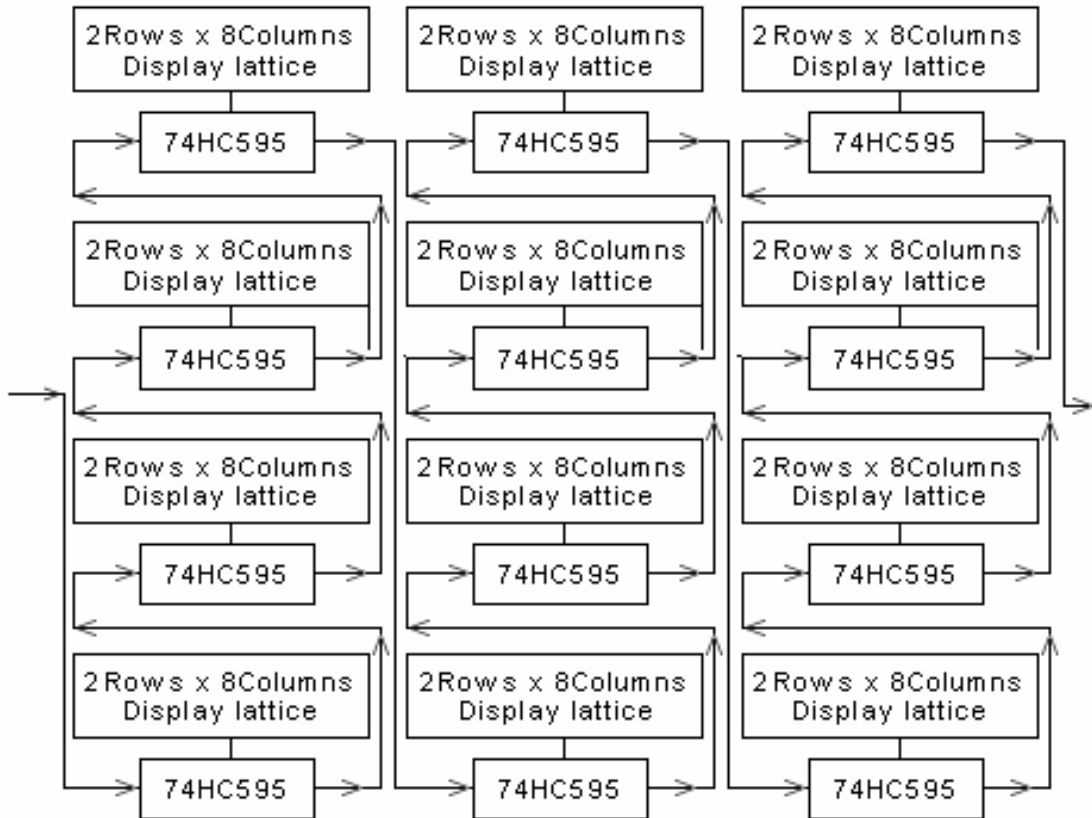 2Rows x 8Columns
Display lattice
2Rows x 8Columns
Display lattice
2Rows x 8Columns
Display lattice
74HC595
74HC595
74HC595
2Rows x 8Columns
Display lattice
2Rows x 8Columns
Display lattice
2Rows x 8Columns
Display lattice
74HC595
74HC595
74HC595
2Rows x 8Columns
Display lattice
2Rows x 8Columns
Display lattice
2Rows x 8Columns
Display lattice
74HC595
74HC595
74HC595
2Rows x 8Columns
Display lattice
2Rows x 8Columns
Display lattice
2Rows x 8Columns
Display lattice
74HC595
74HC595
74HC595